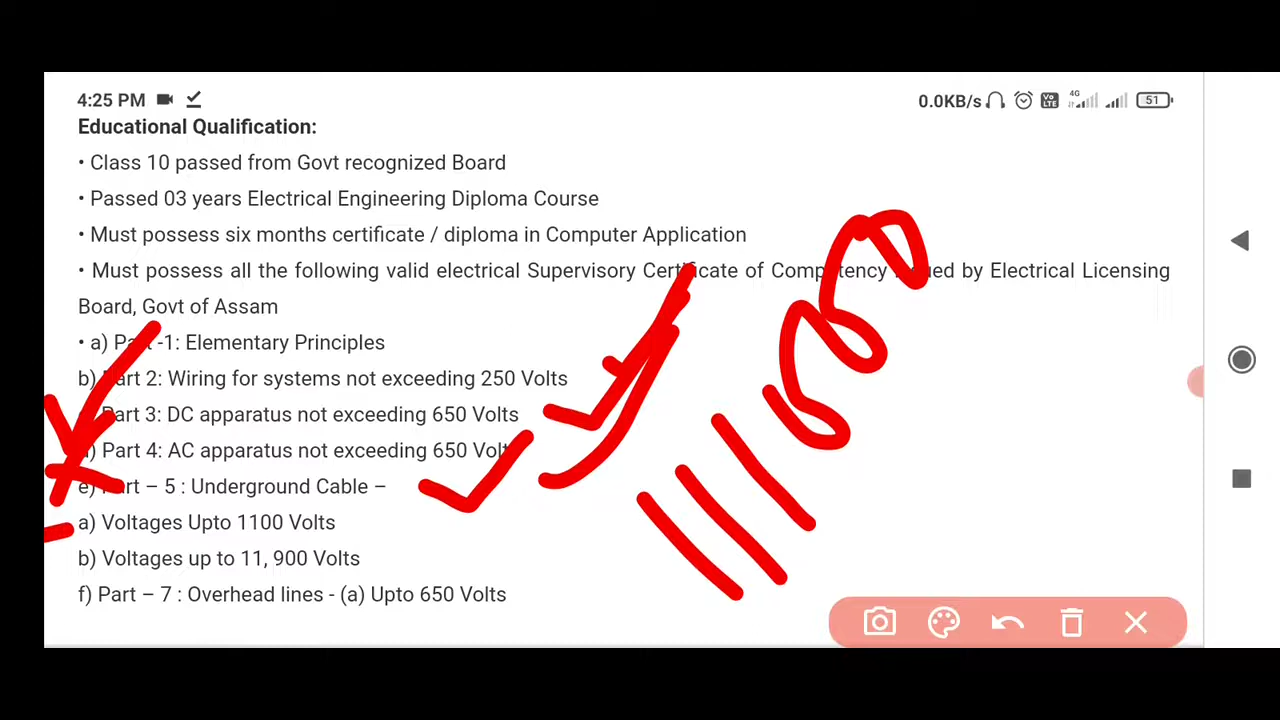 4:25 PM 0.0KB/s Vo LTE 4G 51
Educational Qualification:
• Class 10 passed from Govt recognized Board
• Passed 03 years Electrical Engineering Diploma Course
• Must possess six months certificate / diploma in Computer Application
• Must possess all the following valid electrical Supervisory Certificate of Competency issued by Electrical Licensing
Board, Govt of Assam
• a) Part -1: Elementary Principles
b) Part 2: Wiring for systems not exceeding 250 Volts
Part 3: DC apparatus not exceeding 650 Volts
Part 4: AC apparatus not exceeding 650 Volts
e) Part – 5 : Underground Cable –
a) Voltages Upto 1100 Volts
b) Voltages up to 11, 900 Volts
f) Part – 7 : Overhead lines - (a) Upto 650 Volts